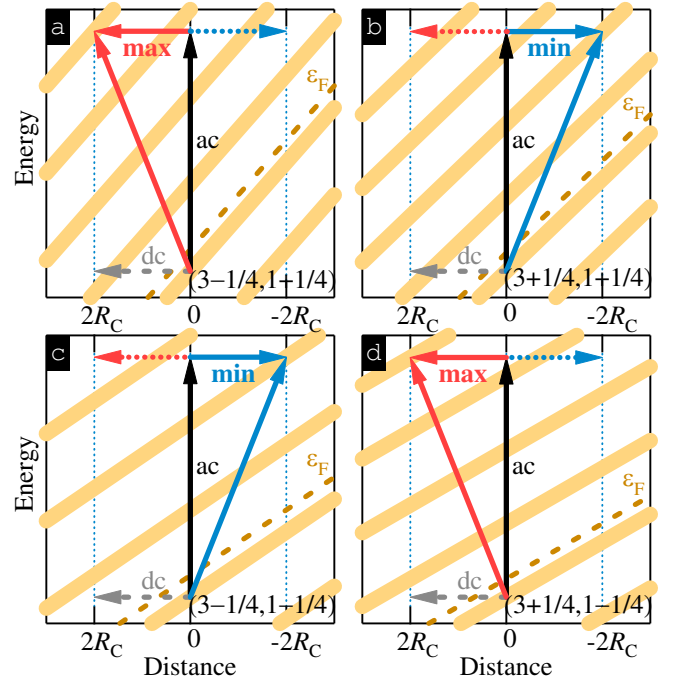 a
max
ε_F
ac
dc
(3−1/4,1+1/4)
Energy
2R_C
0
-2R_C
b
min
ε_F
ac
dc
(3+1/4,1+1/4)
2R_C
0
-2R_C
c
min
ε_F
ac
dc
(3−1/4,1−1/4)
Energy
2R_C
0
-2R_C
Distance
d
max
ε_F
ac
dc
(3+1/4,1−1/4)
2R_C
0
-2R_C
Distance